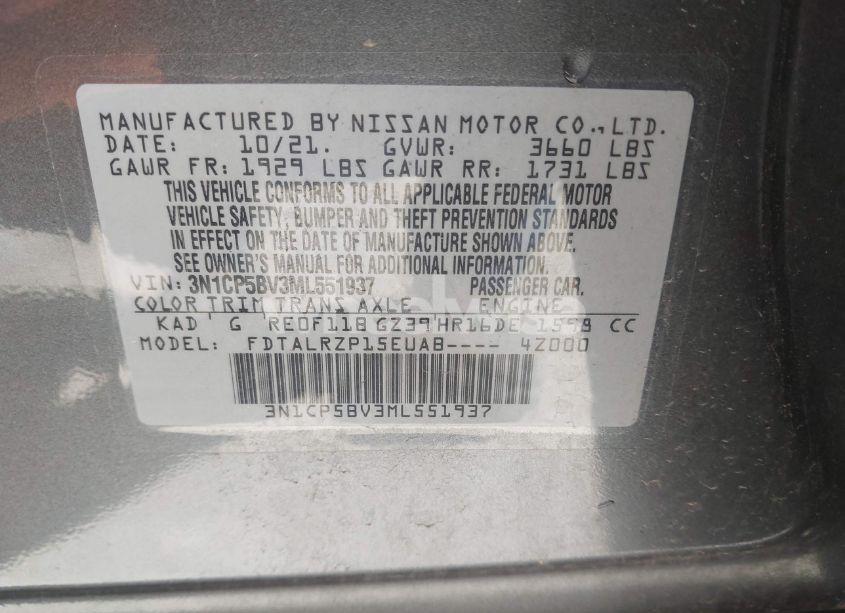 MANUFACTURED BY NISSAN MOTOR CO.,LTD.
DATE: 10/21. GVWR: 3660 LBS
GAWR FR: 1929 LBS GAWR RR: 1731 LBS
THIS VEHICLE CONFORMS TO ALL APPLICABLE FEDERAL MOTOR
VEHICLE SAFETY, BUMPER AND THEFT PREVENTION STANDARDS
IN EFFECT ON THE DATE OF MANUFACTURE SHOWN ABOVE.
SEE OWNER'S MANUAL FOR ADDITIONAL INFORMATION.
VIN: 3N1CP5BV3ML551937 PASSENGER CAR.
COLOR TRIM TRANS AXLE ENGINE
KAD G RE0F11B GZ39 HR16DE 1598 CC
MODEL: FDTALRZP15EUAB---- 4Z000
3N1CP5BV3ML551937